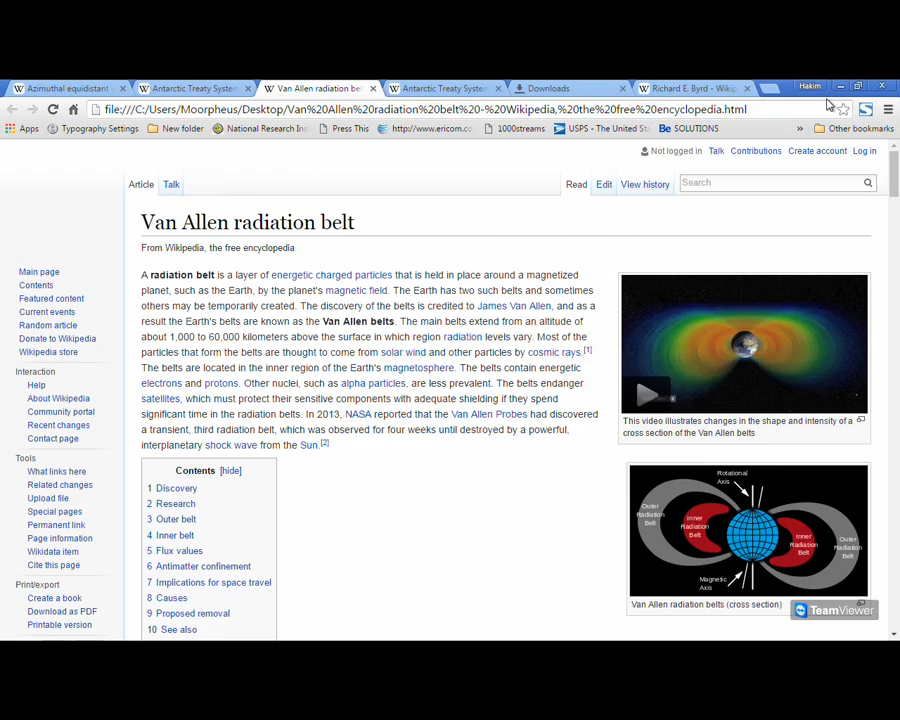 Azimuthal equidistant
Antarctic Treaty System
Van Allen radiation belt
Antarctic Treaty System
Downloads
Richard E. Byrd - Wikip
Hakim
file:///C:/Users/Moorpheus/Desktop/Van%20Allen%20radiation%20belt%20-%20Wikipedia,%20the%20free%20encyclopedia.html
Apps
Typography Settings
New folder
National Research Ins
Press This
http://www.ericom.c
1000streams
USPS - The United Sta
Be SOLUTIONS
»
Other bookmarks
Not logged in Talk Contributions Create account Log in
Article Talk Read Edit View history Search
Van Allen radiation belt
From Wikipedia, the free encyclopedia
A radiation belt is a layer of energetic charged particles that is held in place around a magnetized
planet, such as the Earth, by the planet's magnetic field. The Earth has two such belts and sometimes
others may be temporarily created. The discovery of the belts is credited to James Van Allen, and as a
result the Earth's belts are known as the Van Allen belts. The main belts extend from an altitude of
about 1,000 to 60,000 kilometers above the surface in which region radiation levels vary. Most of the
particles that form the belts are thought to come from solar wind and other particles by cosmic rays.[1]
The belts are located in the inner region of the Earth's magnetosphere. The belts contain energetic
electrons and protons. Other nuclei, such as alpha particles, are less prevalent. The belts endanger
satellites, which must protect their sensitive components with adequate shielding if they spend
significant time in the radiation belts. In 2013, NASA reported that the Van Allen Probes had discovered
a transient, third radiation belt, which was observed for four weeks until destroyed by a powerful,
interplanetary shock wave from the Sun.[2]
Contents [hide]
1 Discovery
2 Research
3 Outer belt
4 Inner belt
5 Flux values
6 Antimatter confinement
7 Implications for space travel
8 Causes
9 Proposed removal
10 See also
Main page
Contents
Featured content
Current events
Random article
Donate to Wikipedia
Wikipedia store
Interaction
Help
About Wikipedia
Community portal
Recent changes
Contact page
Tools
What links here
Related changes
Upload file
Special pages
Permanent link
Page information
Wikidata item
Cite this page
Print/export
Create a book
Download as PDF
Printable version
This video illustrates changes in the shape and intensity of a
cross section of the Van Allen belts
Rotational
Axis
Outer
Radiation
Belt
Inner
Radiation
Belt
Inner
Radiation
Belt
Outer
Radiation
Belt
Magnetic
Axis
Van Allen radiation belts (cross section)
TeamViewer